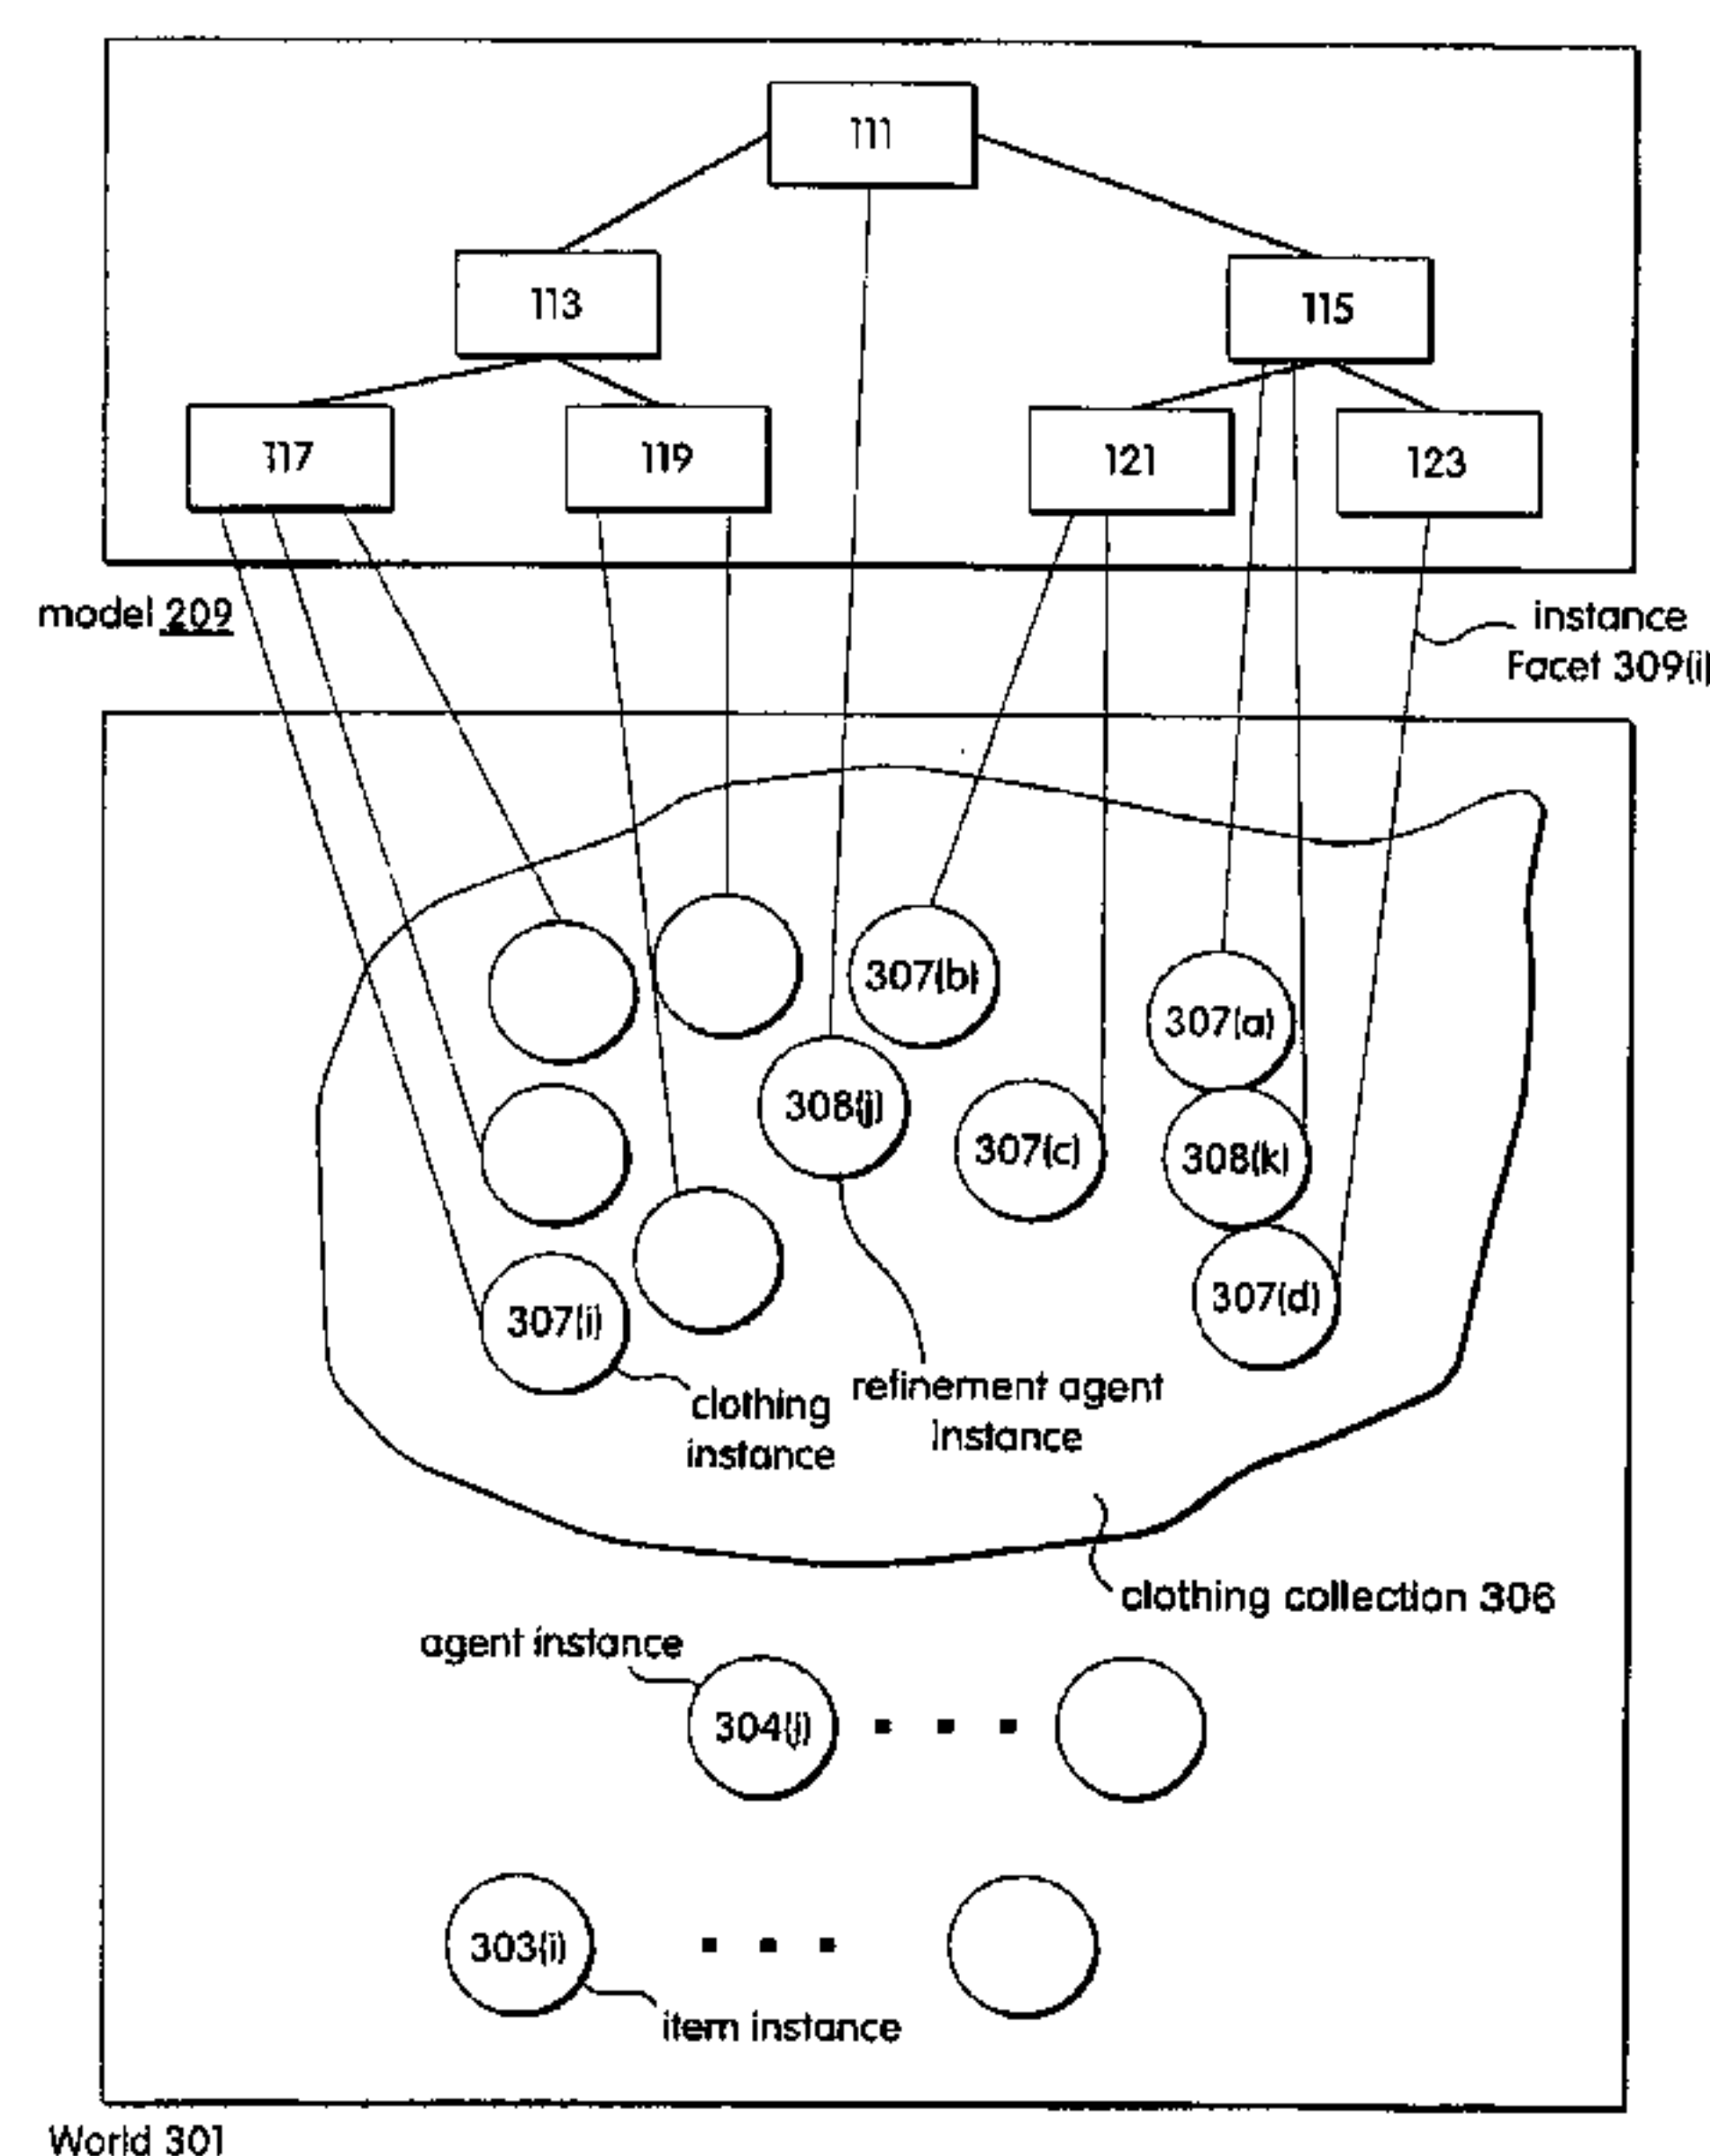 111
113
115
117
119
121
123
model 209
instance
Facet 309(i)
307(b)
307(a)
308(j)
307(c)
308(k)
307(d)
307(i)
clothing
instance
refinement agent
Instance
clothing collection 306
agent instance
304(j)
303(i)
item instance
World 301